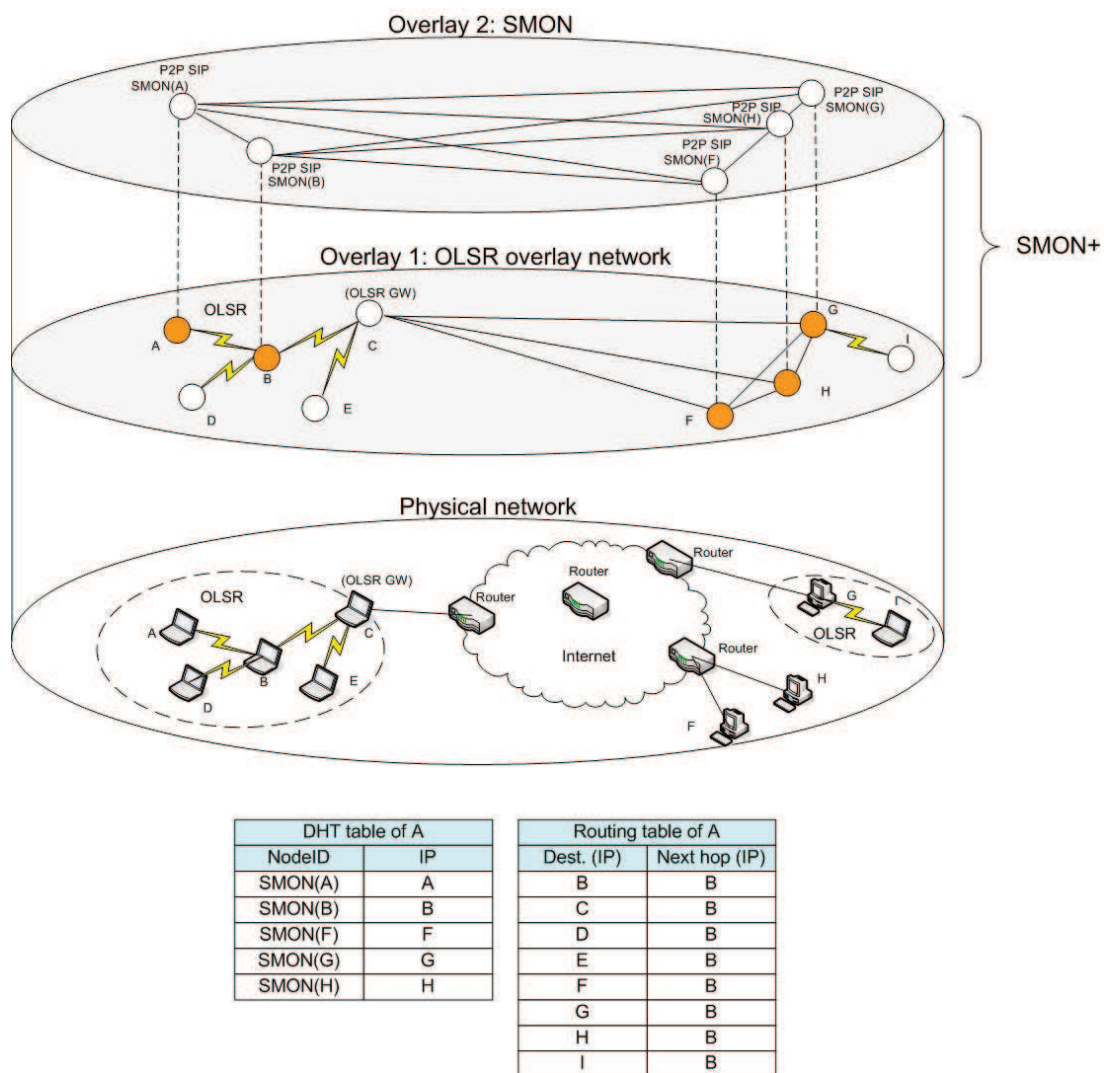 Overlay 2: SMON
P2P SIP
SMON(A)
P2P SIP
SMON(G)
P2P SIP
SMON(H)
P2P SIP
SMON(F)
P2P SIP
SMON(B)
SMON+
Overlay 1: OLSR overlay network
(OLSR GW)
OLSR
A
B
C
D
E
F
G
H
I
Physical network
(OLSR GW)
OLSR
A
B
C
D
E
Router
Router
Router
Router
Internet
G
I
OLSR
H
F
DHT table of A
NodeID IP
SMON(A) A
SMON(B) B
SMON(F) F
SMON(G) G
SMON(H) H
Routing table of A
Dest. (IP) Next hop (IP)
B B
C B
D B
E B
F B
G B
H B
I B